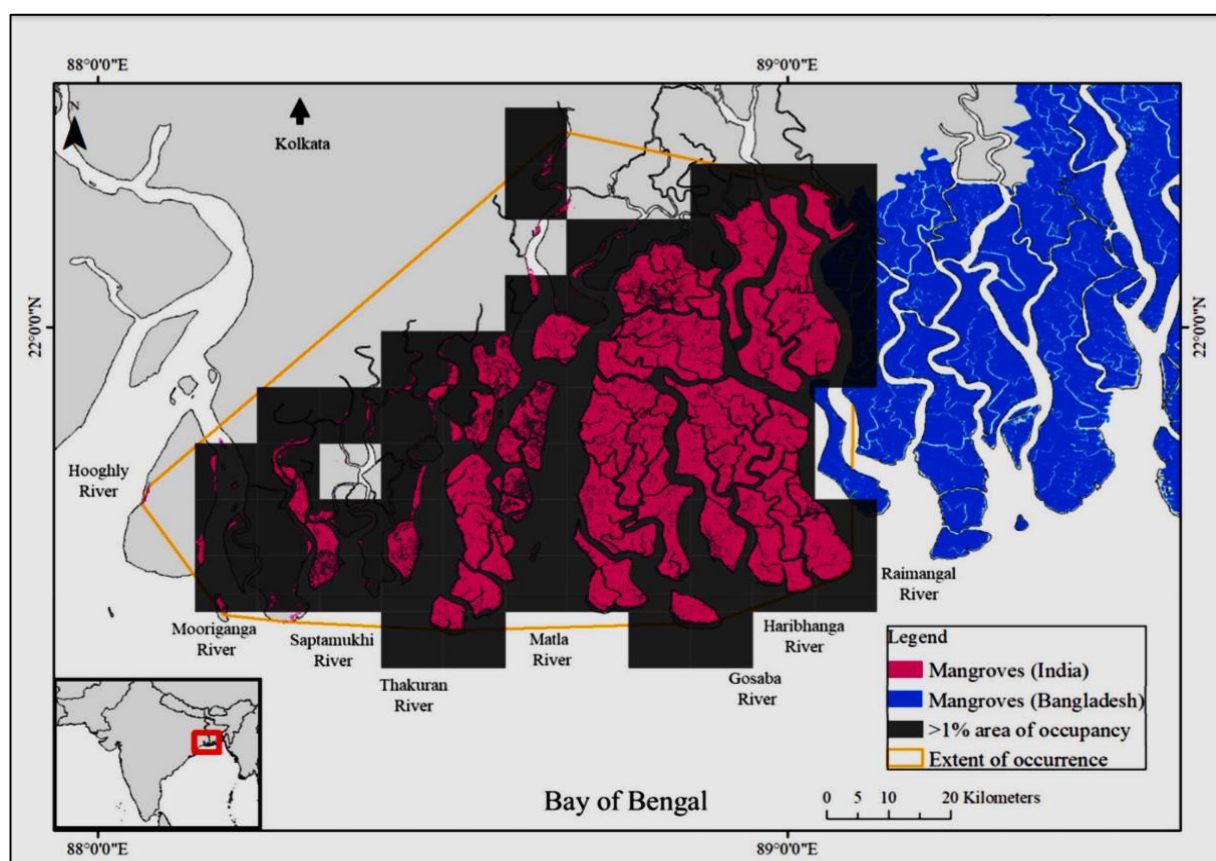 88°0'0"E
89°0'0"E
N
Kolkata
22°0'0"N
22°0'0"N
Hooghly
River
Mooriganga
River
Saptamukhi
River
Thakuran
River
Matla
River
Gosaba
River
Haribhanga
River
Raimangal
River
Legend
Mangroves (India)
Mangroves (Bangladesh)
>1% area of occupancy
Extent of occurrence
Bay of Bengal
0 5 10 20 Kilometers
88°0'0"E
89°0'0"E